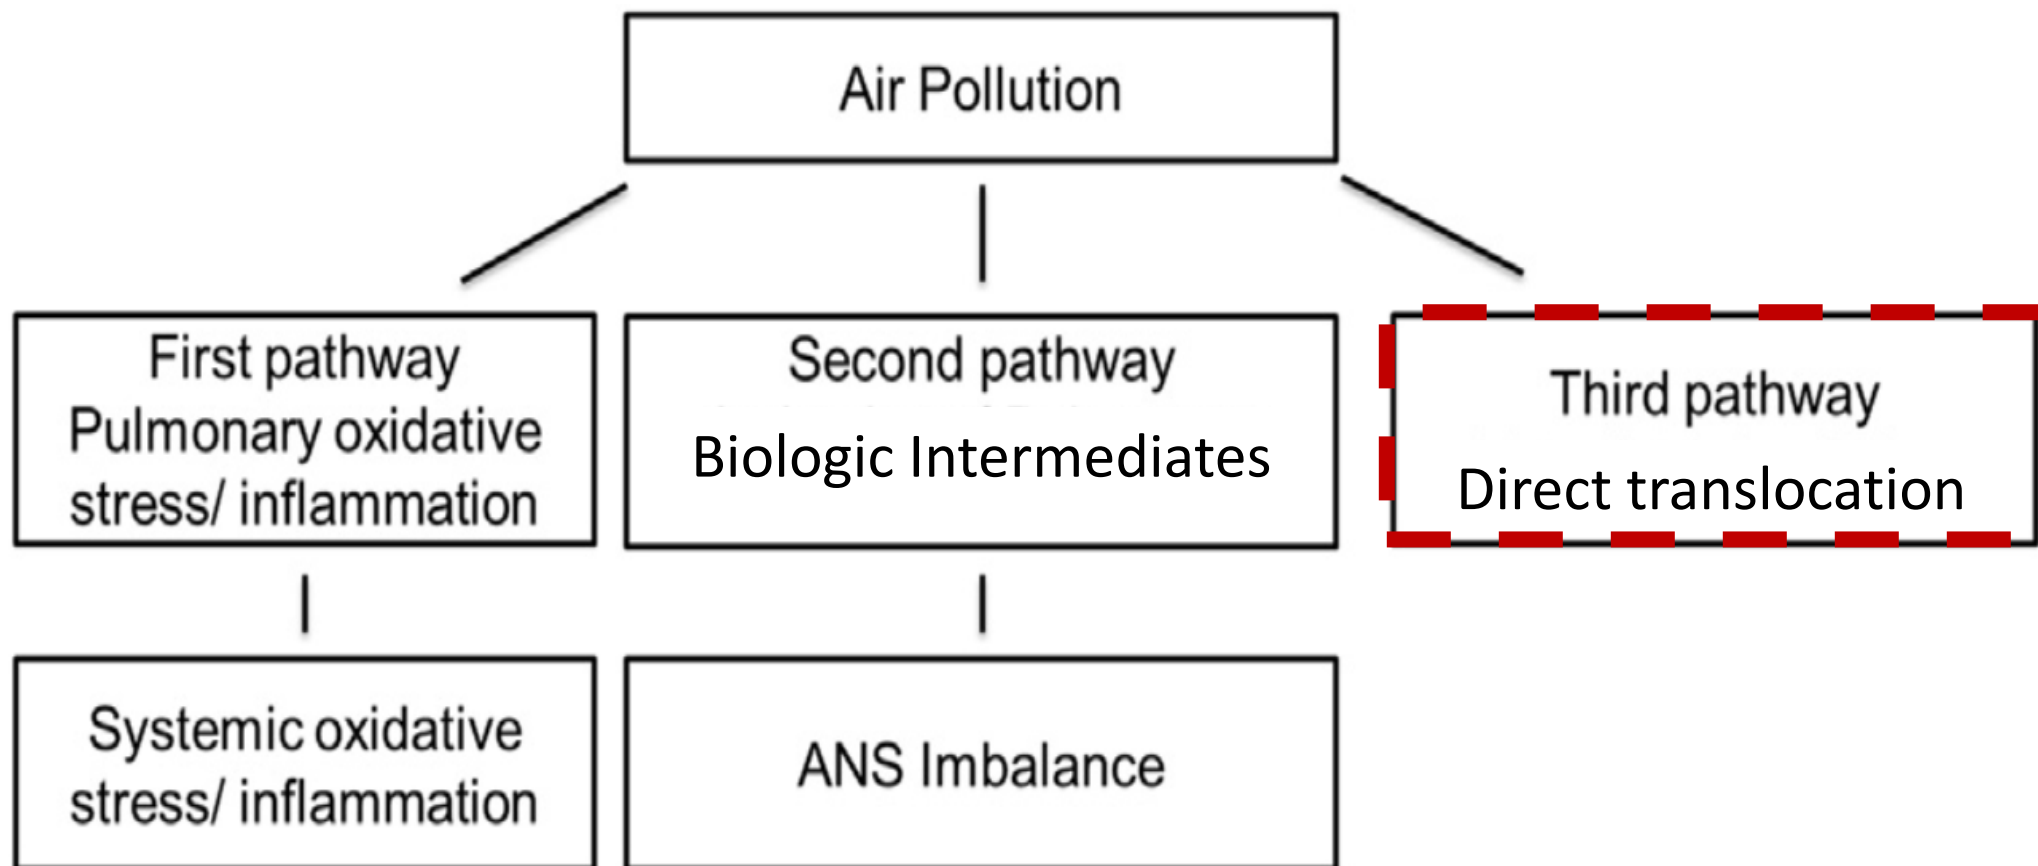 Air Pollution
First pathway
Pulmonary oxidative
stress/ inflammation
Second pathway
Biologic Intermediates
Third pathway
Direct translocation
Systemic oxidative
stress/ inflammation
ANS Imbalance